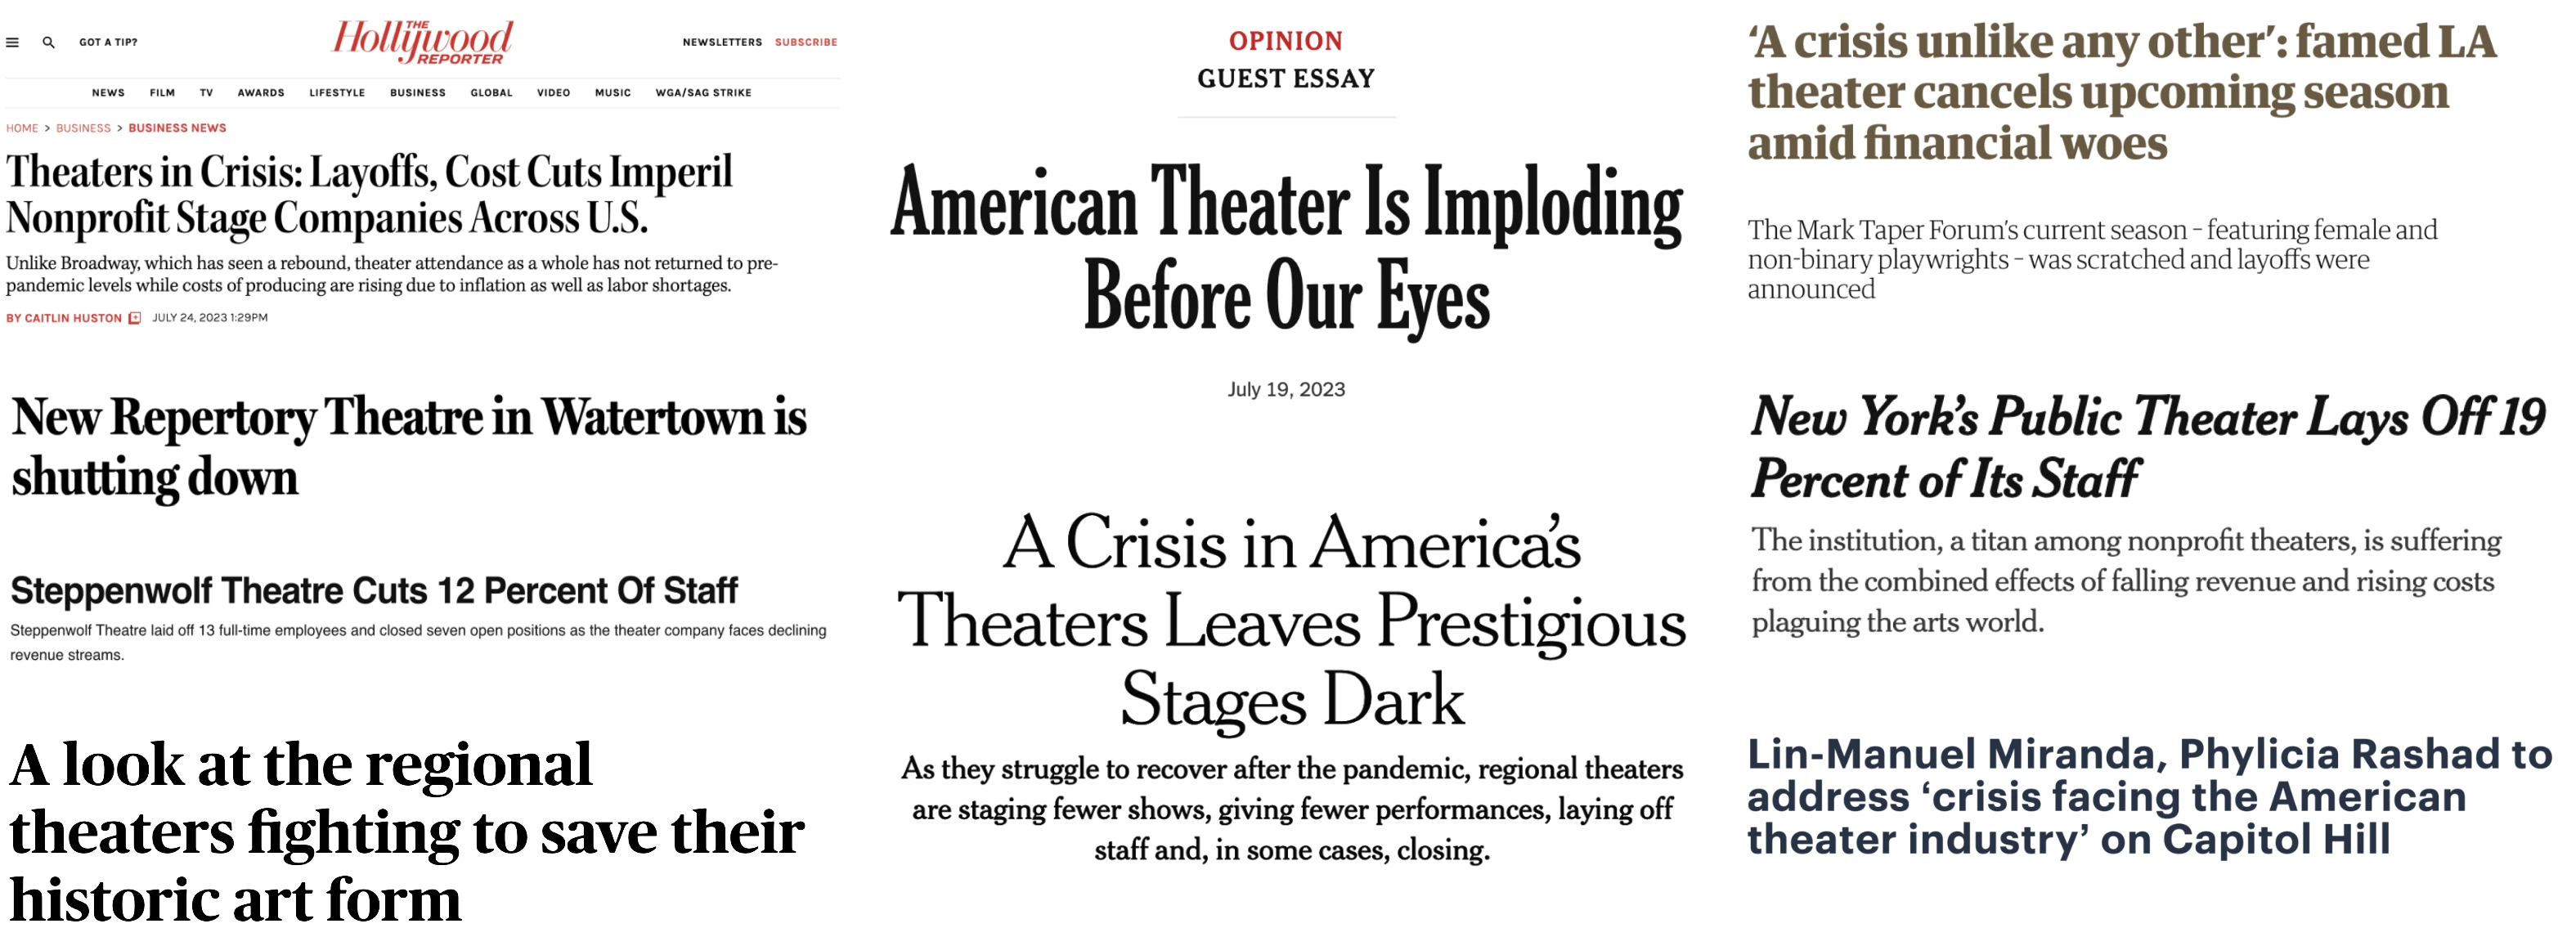 THE
Hollywood
REPORTER
GOT A TIP?
NEWSLETTERS SUBSCRIBE
NEWS FILM TV AWARDS LIFESTYLE BUSINESS GLOBAL VIDEO MUSIC WGA/SAG STRIKE
HOME > BUSINESS > BUSINESS NEWS
Theaters in Crisis: Layoffs, Cost Cuts Imperil
Nonprofit Stage Companies Across U.S.
Unlike Broadway, which has seen a rebound, theater attendance as a whole has not returned to pre-
pandemic levels while costs of producing are rising due to inflation as well as labor shortages.
BY CAITLIN HUSTON JULY 24, 2023 1:29PM
New Repertory Theatre in Watertown is
shutting down
Steppenwolf Theatre Cuts 12 Percent Of Staff
Steppenwolf Theatre laid off 13 full-time employees and closed seven open positions as the theater company faces declining
revenue streams.
A look at the regional
theaters fighting to save their
historic art form
OPINION
GUEST ESSAY
American Theater Is Imploding
Before Our Eyes
July 19, 2023
A Crisis in America's
Theaters Leaves Prestigious
Stages Dark
As they struggle to recover after the pandemic, regional theaters
are staging fewer shows, giving fewer performances, laying off
staff and, in some cases, closing.
‘A crisis unlike any other’: famed LA
theater cancels upcoming season
amid financial woes
The Mark Taper Forum’s current season – featuring female and
non-binary playwrights – was scratched and layoffs were
announced
New York’s Public Theater Lays Off 19
Percent of Its Staff
The institution, a titan among nonprofit theaters, is suffering
from the combined effects of falling revenue and rising costs
plaguing the arts world.
Lin-Manuel Miranda, Phylicia Rashad to
address ‘crisis facing the American
theater industry’ on Capitol Hill